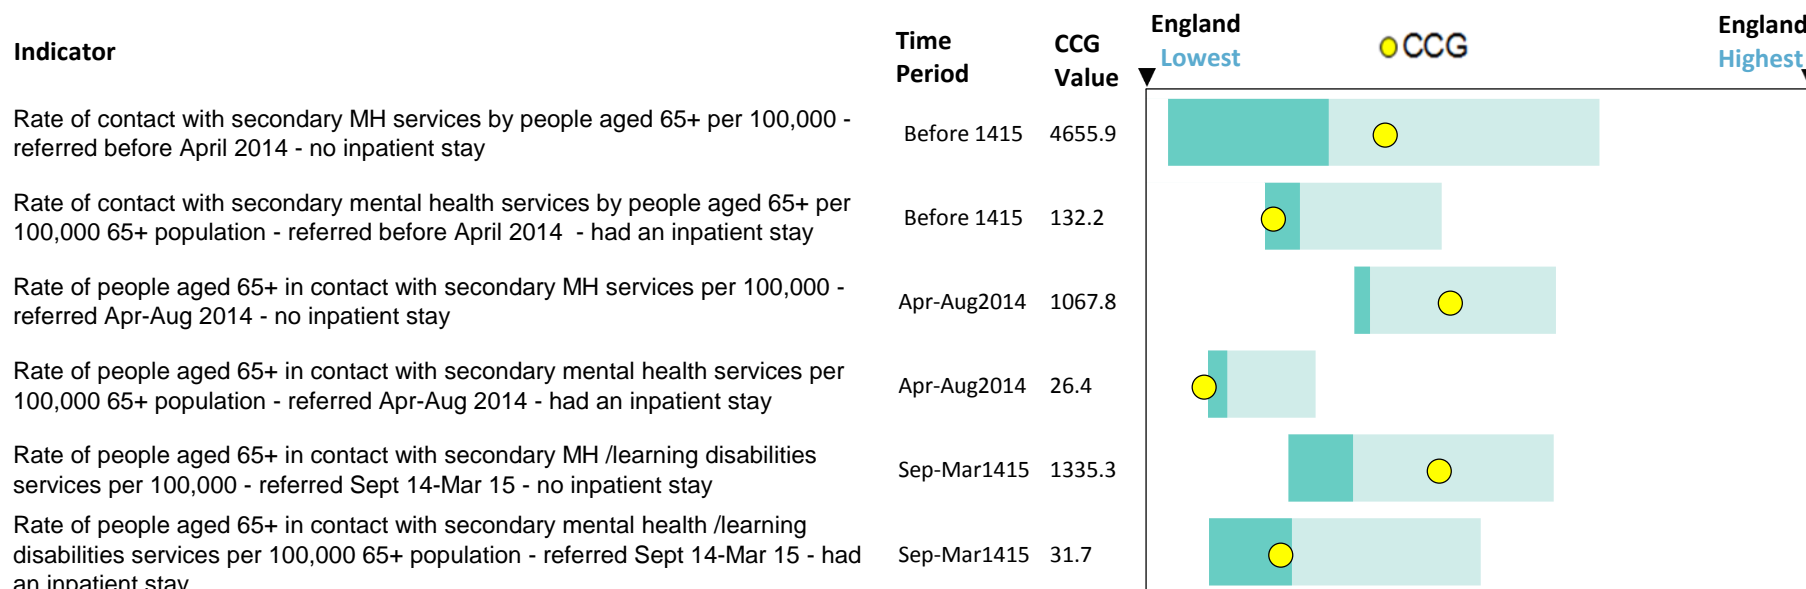 Indicator
Time
Period
CCG
Value
England
Lowest
CCG
England
Highest
Rate of contact with secondary MH services by people aged 65+ per 100,000 -
referred before April 2014 - no inpatient stay
Before 1415
4655.9
Rate of contact with secondary mental health services by people aged 65+ per
100,000 65+ population - referred before April 2014 - had an inpatient stay
Before 1415
132.2
Rate of people aged 65+ in contact with secondary MH services per 100,000 -
referred Apr-Aug 2014 - no inpatient stay
Apr-Aug2014
1067.8
Rate of people aged 65+ in contact with secondary mental health services per
100,000 65+ population - referred Apr-Aug 2014 - had an inpatient stay
Apr-Aug2014
26.4
Rate of people aged 65+ in contact with secondary MH /learning disabilities
services per 100,000 - referred Sept 14-Mar 15 - no inpatient stay
Sep-Mar1415
1335.3
Rate of people aged 65+ in contact with secondary mental health /learning
disabilities services per 100,000 65+ population - referred Sept 14-Mar 15 - had
an inpatient stay
Sep-Mar1415
31.7